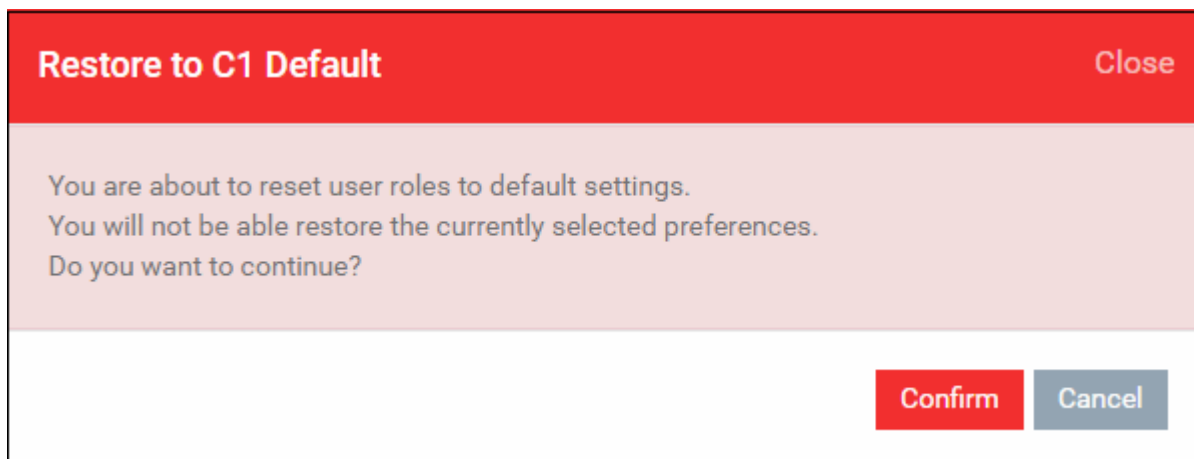 Restore to C1 Default
Close
You are about to reset user roles to default settings.
You will not be able restore the currently selected preferences.
Do you want to continue?
Confirm
Cancel